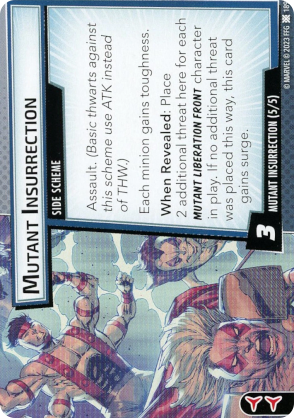 MUTANT INSURRECTION
SIDE SCHEME
Assault. (Basic thwarts against
this scheme use ATK instead
of THW.)
Each minion gains toughness.
When Revealed: Place
2 additional threat here for each
MUTANT LIBERATION FRONT character
in play. If no additional threat
was placed this way, this card
gains surge.
3
MUTANT INSURRECTION (5/5)
© MARVEL © 2023 FFG